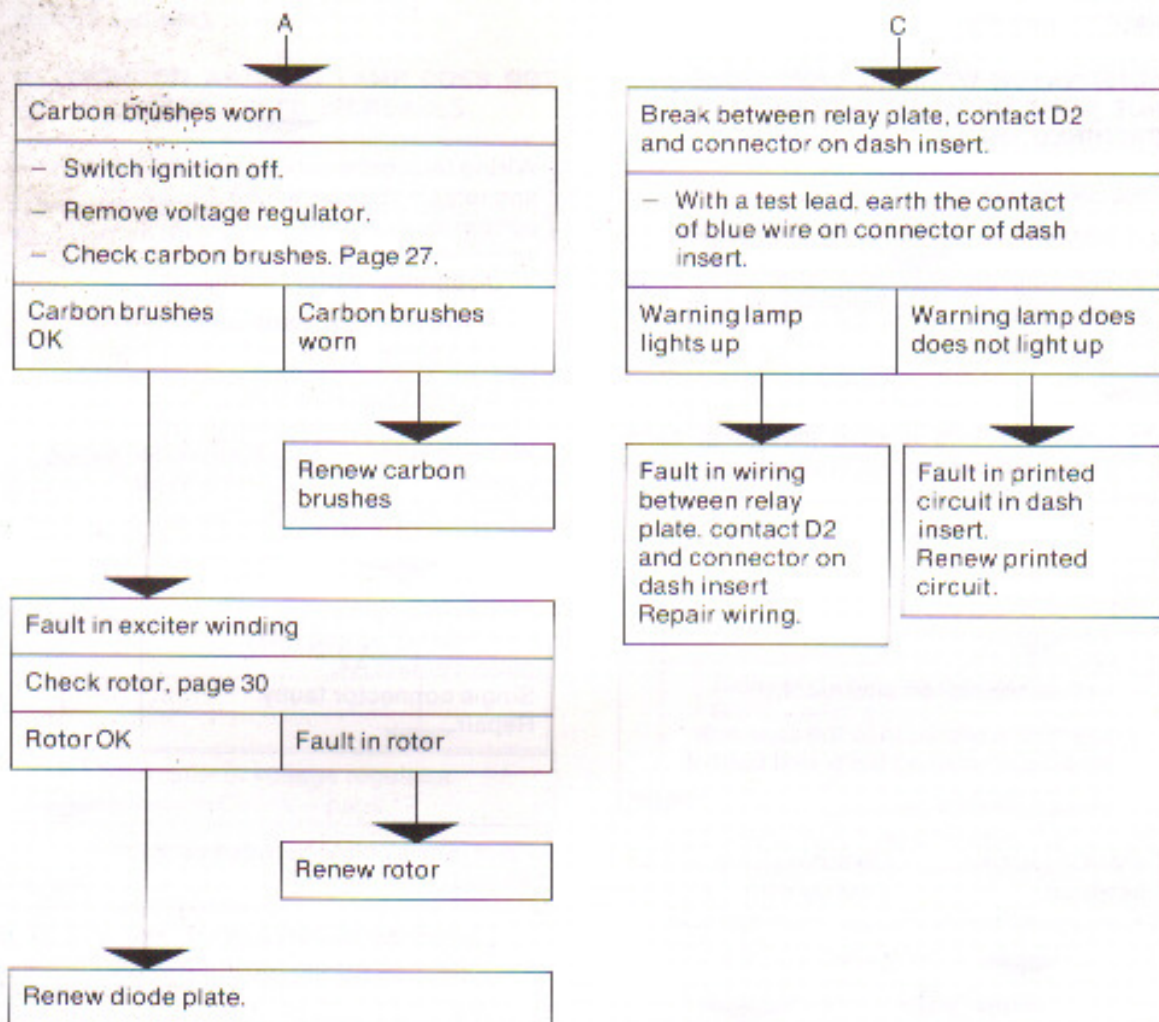 A
Carbon brushes worn
– Switch ignition off.
– Remove voltage regulator.
– Check carbon brushes. Page 27.
Carbon brushes
OK
Carbon brushes
worn
Renew carbon
brushes
Fault in exciter winding
Check rotor, page 30
Rotor OK
Fault in rotor
Renew rotor
Renew diode plate.
C
Break between relay plate, contact D2
and connector on dash insert.
– With a test lead, earth the contact
of blue wire on connector of dash
insert.
Warning lamp
lights up
Warning lamp does
does not light up
Fault in wiring
between relay
plate, contact D2
and connector on
dash insert
Repair wiring.
Fault in printed
circuit in dash
insert.
Renew printed
circuit.